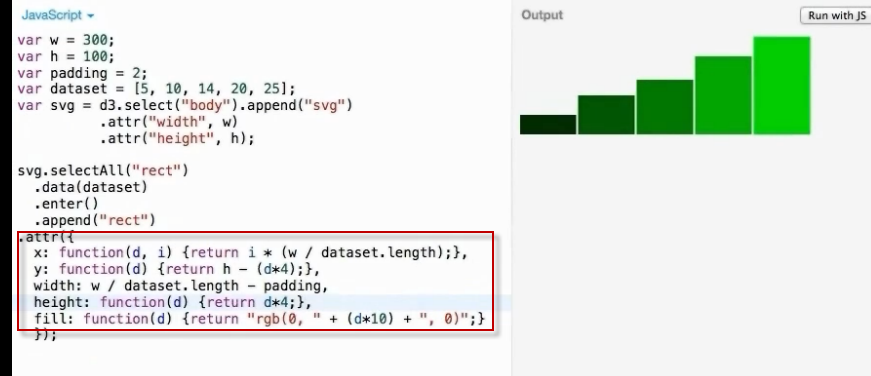 JavaScript
Output
Run with JS
var w = 300;
var h = 100;
var padding = 2;
var dataset = [5, 10, 14, 20, 25];
var svg = d3.select("body").append("svg")
.attr("width", w)
.attr("height", h);
svg.selectAll("rect")
.data(dataset)
.enter()
.append("rect")
.attr({
x: function(d, i) {return i * (w / dataset.length);},
y: function(d) {return h - (d*4);},
width: w / dataset.length - padding,
height: function(d) {return d*4;},
fill: function(d) {return "rgb(0, " + (d*10) + ", 0)";}
});